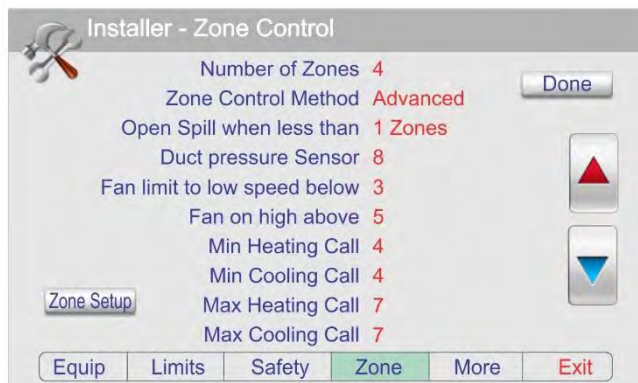 Installer - Zone Control
Number of Zones 4
Done
Zone Control Method Advanced
Open Spill when less than 1 Zones
Duct pressure Sensor 8
Fan limit to low speed below 3
Fan on high above 5
Min Heating Call 4
Min Cooling Call 4
Zone Setup
Max Heating Call 7
Max Cooling Call 7
Equip Limits Safety Zone More Exit